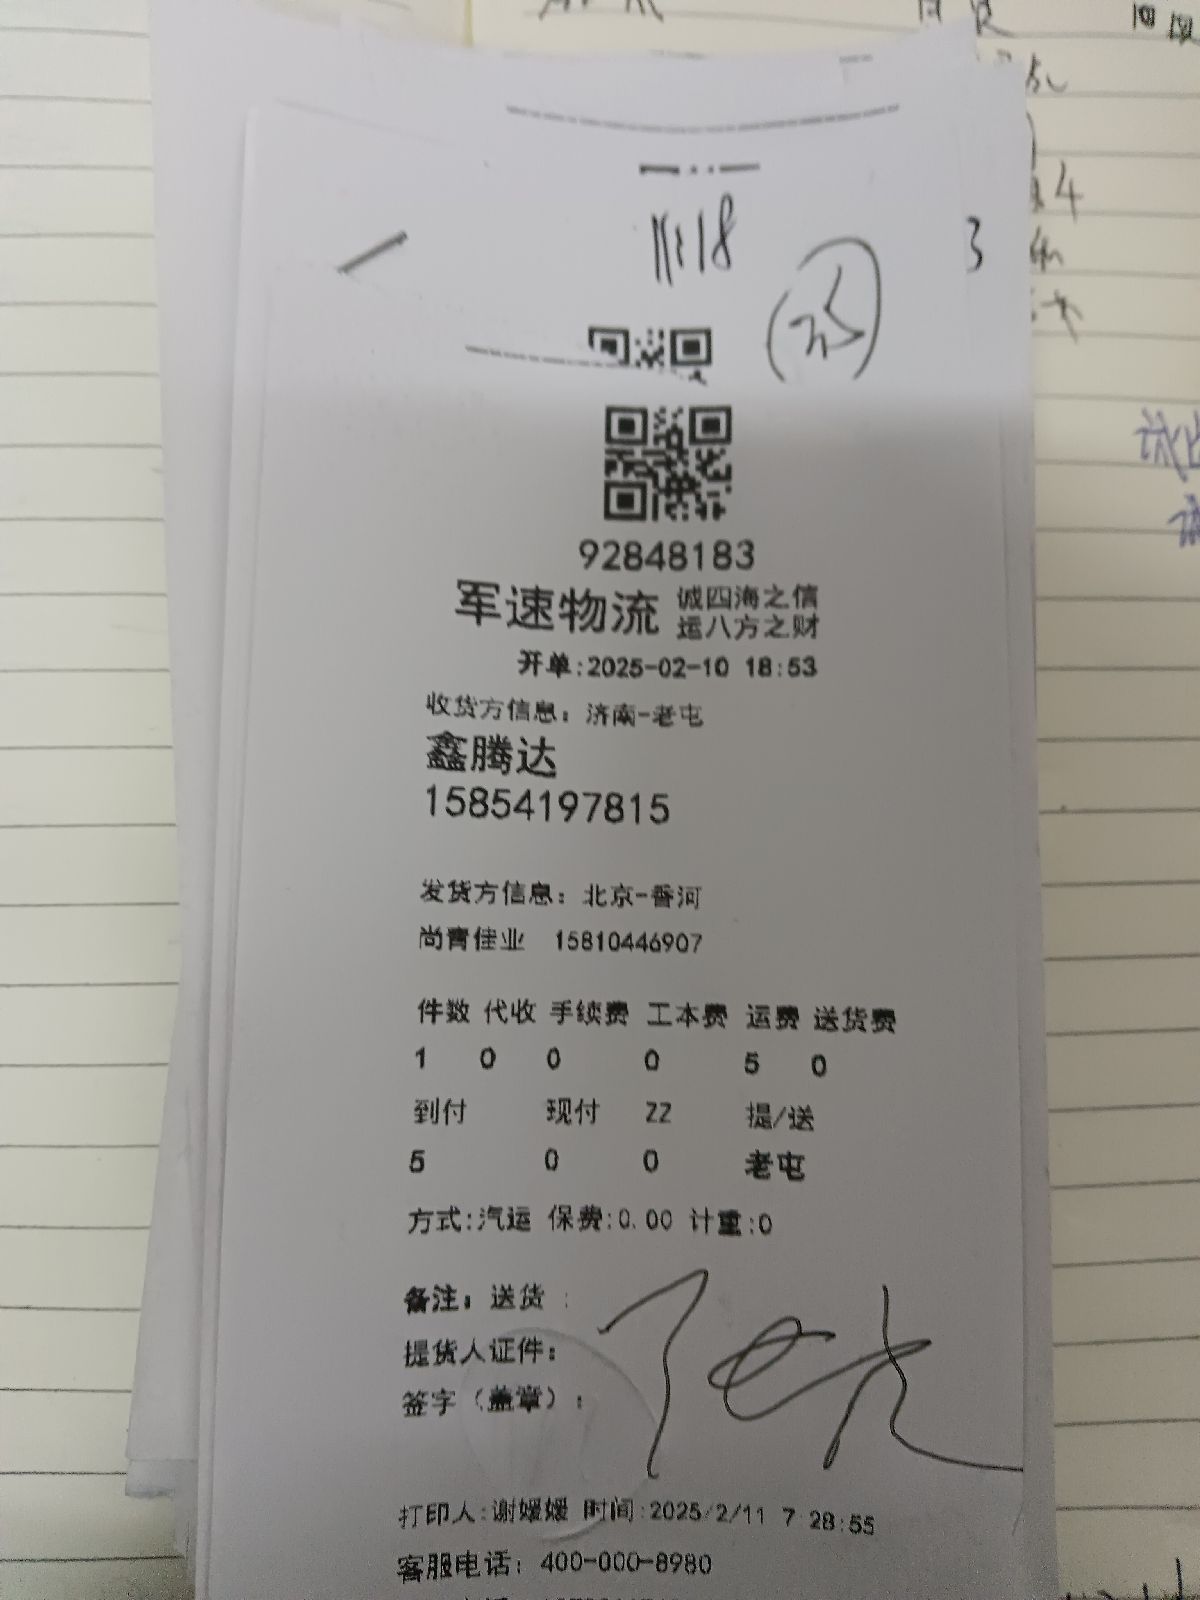 11:18
3
92848183
军速物流 诚四海之信
运八方之财
开单:2025-02-10 18:53
收货方信息：济南-老屯
鑫腾达
15854197815
发货方信息：北京-香河
尚青佳业 15810446907
件数 代收 手续费 工本费 运费 送货费
1 0 0 0 5 0
到付 现付 ZZ 提/送
5 0 0 老屯
方式:汽运 保费:0.00 计重:0
备注：送货 :
提货人证件：
签字（盖章）：
打印人:谢媛媛 时间:2025/2/11 7:28:55
客服电话：400-000-8980